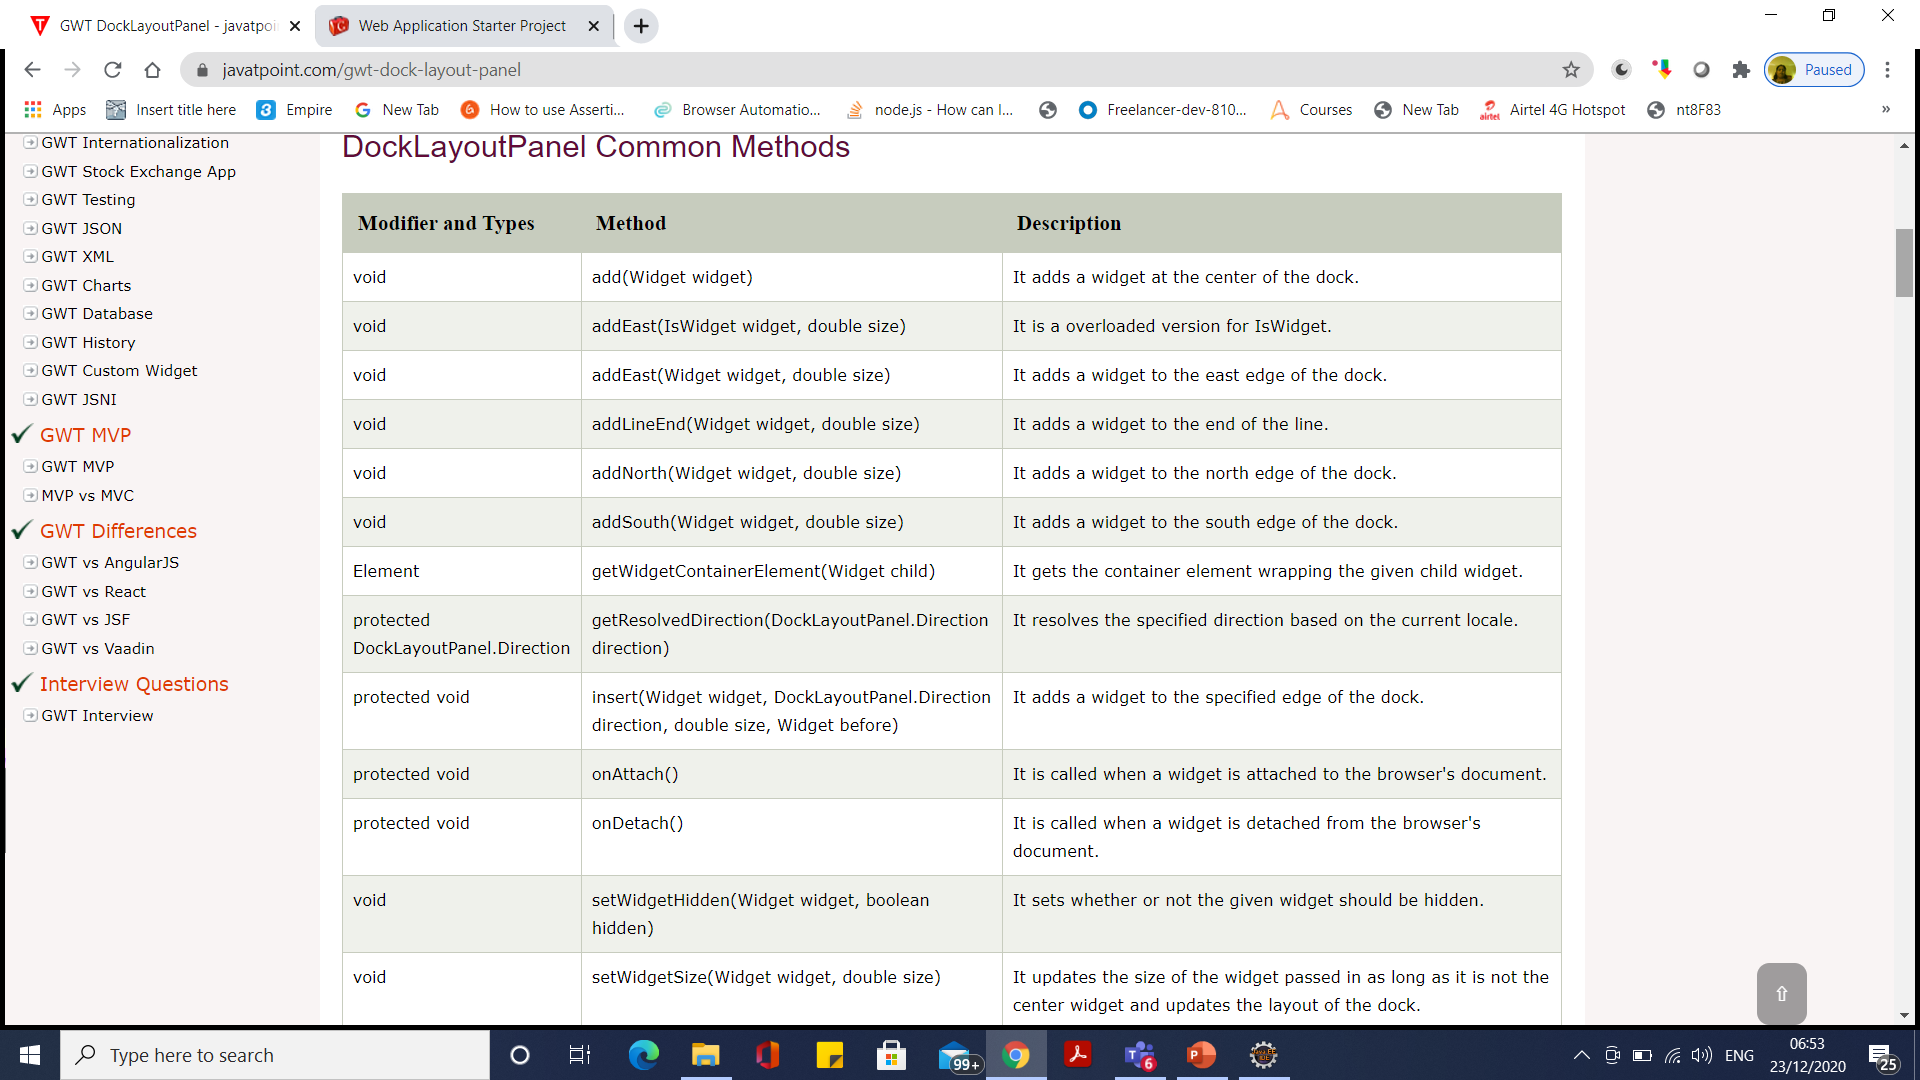 GWT DockLayoutPanel - javatpoi
Web Application Starter Project
javatpoint.com/gwt-dock-layout-panel
Paused
Apps
Insert title here
Empire
New Tab
How to use Asserti...
Browser Automatio...
node.js - How can I...
Freelancer-dev-810...
Courses
New Tab
airtel
Airtel 4G Hotspot
nt8F83
»
GWT Internationalization
GWT Stock Exchange App
GWT Testing
GWT JSON
GWT XML
GWT Charts
GWT Database
GWT History
GWT Custom Widget
GWT JSNI
GWT MVP
GWT MVP
MVP vs MVC
GWT Differences
GWT vs AngularJS
GWT vs React
GWT vs JSF
GWT vs Vaadin
Interview Questions
GWT Interview
DockLayoutPanel Common Methods
Modifier and Types Method Description
void add(Widget widget) It adds a widget at the center of the dock.
void addEast(IsWidget widget, double size) It is a overloaded version for IsWidget.
void addEast(Widget widget, double size) It adds a widget to the east edge of the dock.
void addLineEnd(Widget widget, double size) It adds a widget to the end of the line.
void addNorth(Widget widget, double size) It adds a widget to the north edge of the dock.
void addSouth(Widget widget, double size) It adds a widget to the south edge of the dock.
Element getWidgetContainerElement(Widget child) It gets the container element wrapping the given child widget.
protected getResolvedDirection(DockLayoutPanel.Direction It resolves the specified direction based on the current locale.
DockLayoutPanel.Direction direction)
protected void insert(Widget widget, DockLayoutPanel.Direction It adds a widget to the specified edge of the dock.
direction, double size, Widget before)
protected void onAttach() It is called when a widget is attached to the browser's document.
protected void onDetach() It is called when a widget is detached from the browser's
document.
void setWidgetHidden(Widget widget, boolean It sets whether or not the given widget should be hidden.
hidden)
void setWidgetSize(Widget widget, double size) It updates the size of the widget passed in as long as it is not the
center widget and updates the layout of the dock.
Type here to search
99+
6
ENG
06:53
23/12/2020
25